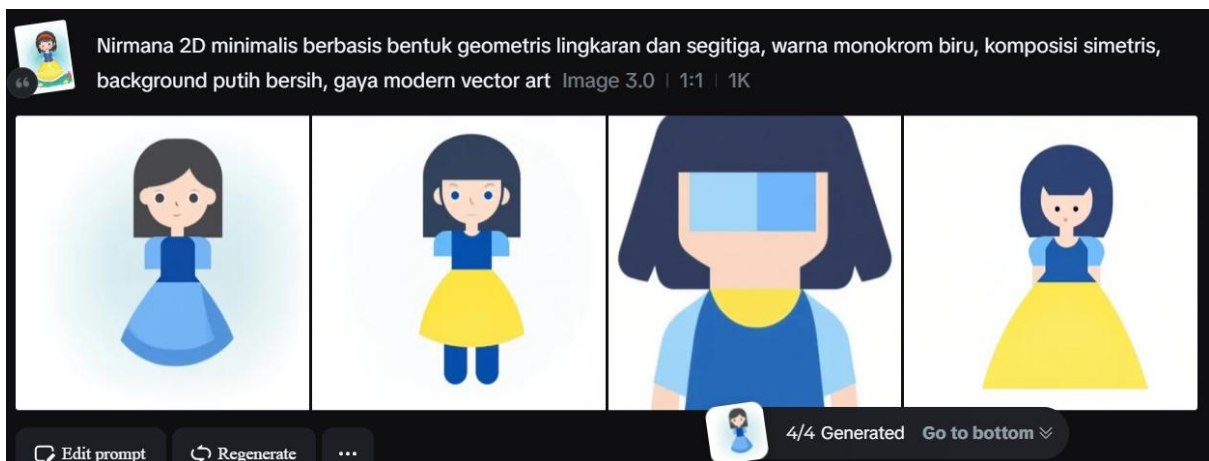 Nirmana 2D minimalis berbasis bentuk geometris lingkaran dan segitiga, warna monokrom biru, komposisi simetris,
background putih bersih, gaya modern vector art Image 3.0 | 1:1 | 1K
4/4 Generated Go to bottom
Edit prompt Regenerate ...